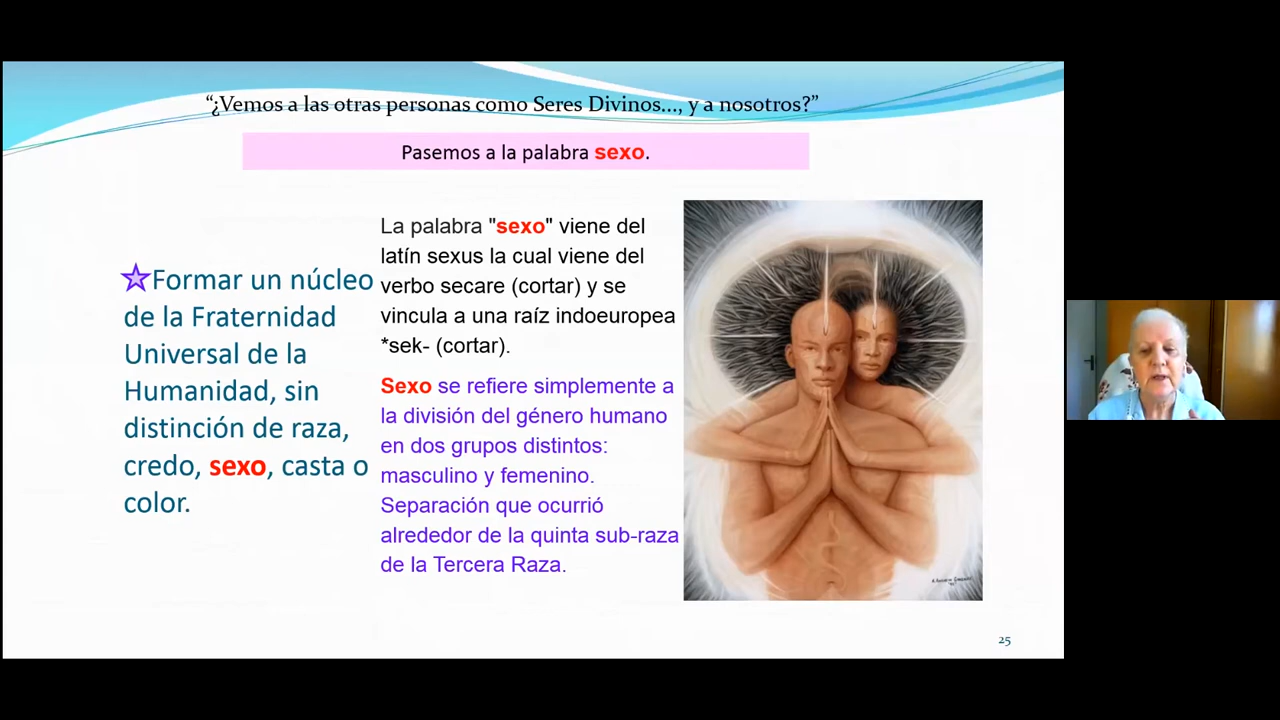 “¿Vemos a las otras personas como Seres Divinos..., y a nosotros?”
Pasemos a la palabra sexo.
Formar un núcleo
de la Fraternidad
Universal de la
Humanidad, sin
distinción de raza,
credo, sexo, casta o
color.
La palabra "sexo" viene del
latín sexus la cual viene del
verbo secare (cortar) y se
vincula a una raíz indoeuropea
*sek- (cortar).
Sexo se refiere simplemente a
la división del género humano
en dos grupos distintos:
masculino y femenino.
Separación que ocurrió
alrededor de la quinta sub-raza
de la Tercera Raza.
25